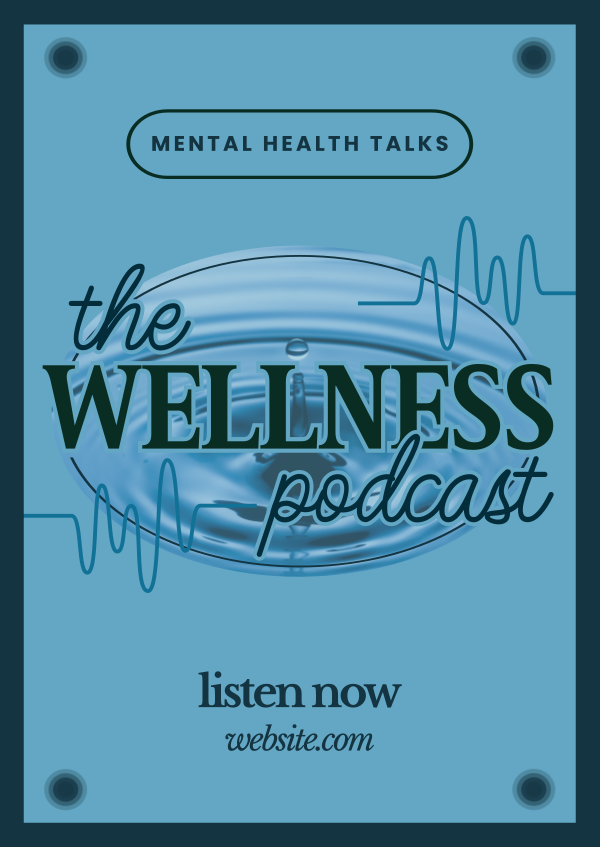 MENTAL HEALTH TALKS
the
WELLNESS
podcast
listen now
website.com